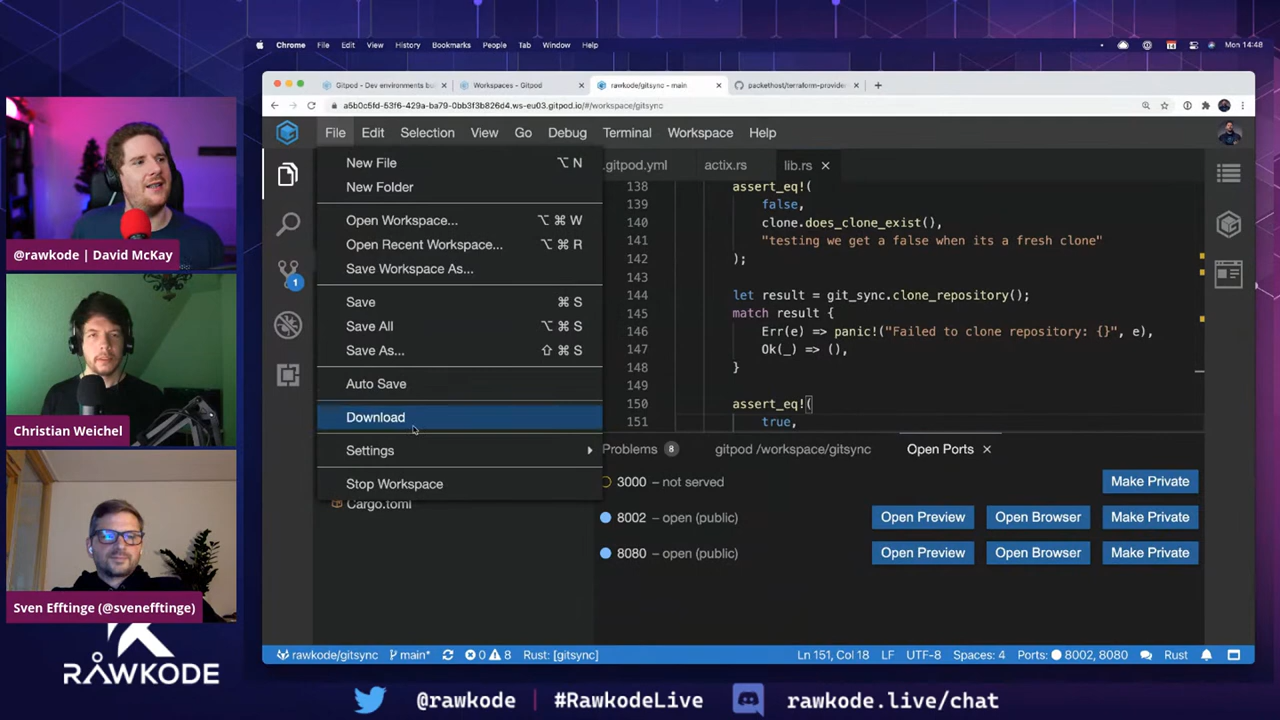 Chrome File Edit View History Bookmarks People Tab Window Help
Mon 14:48
Gitpod - Dev environments bu
Workspaces - Gitpod
rawkode/gitsync - main
packethost/terraform-provider
a5b0c5fd-53f6-429a-ba79-0bb3f3b826d4.ws-eu03.gitpod.io/#/workspace/gitsync
File Edit Selection View Go Debug Terminal Workspace Help
New File ⌥ N
New Folder
Open Workspace... ⌥ ⌘ W
Open Recent Workspace... ⌥ ⌘ R
Save Workspace As...
Save ⌘ S
Save All ⌥ ⌘ S
Save As... ⇧ ⌘ S
Auto Save
Download
Settings
Stop Workspace
Cargo.toml
1
.gitpod.yml actix.rs lib.rs
138 assert_eq!(
139 false,
140 clone.does_clone_exist(),
141 "testing we get a false when its a fresh clone"
142 );
143
144 let result = git_sync.clone_repository();
145 match result {
146 Err(e) => panic!("Failed to clone repository: {}", e),
147 Ok(_) => (),
148 }
149
150 assert_eq!(
151 true,
Problems 8 gitpod /workspace/gitsync Open Ports
3000 – not served Make Private
8002 – open (public) Open Preview Open Browser Make Private
8080 – open (public) Open Preview Open Browser Make Private
rawkode/gitsync main* 0 8 Rust: [gitsync] Ln 151, Col 18 LF UTF-8 Spaces: 4 Ports: 8002, 8080 Rust
@rawkode | David McKay
Christian Weichel
Sven Efftinge (@svenefftinge)
RAWKODE
@rawkode | #RawkodeLive rawkode.live/chat